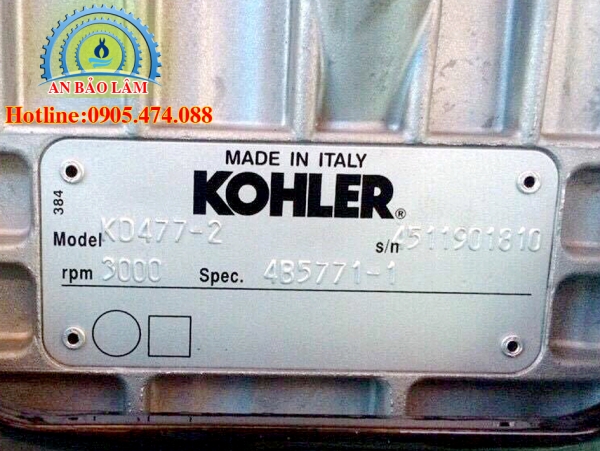 AN BẢO LÂM
Hotline:0905.474.088
MADE IN ITALY
KOHLER®
384
Model KD477-2 s/n 4511901810
rpm 3000 Spec. 4B5771-1